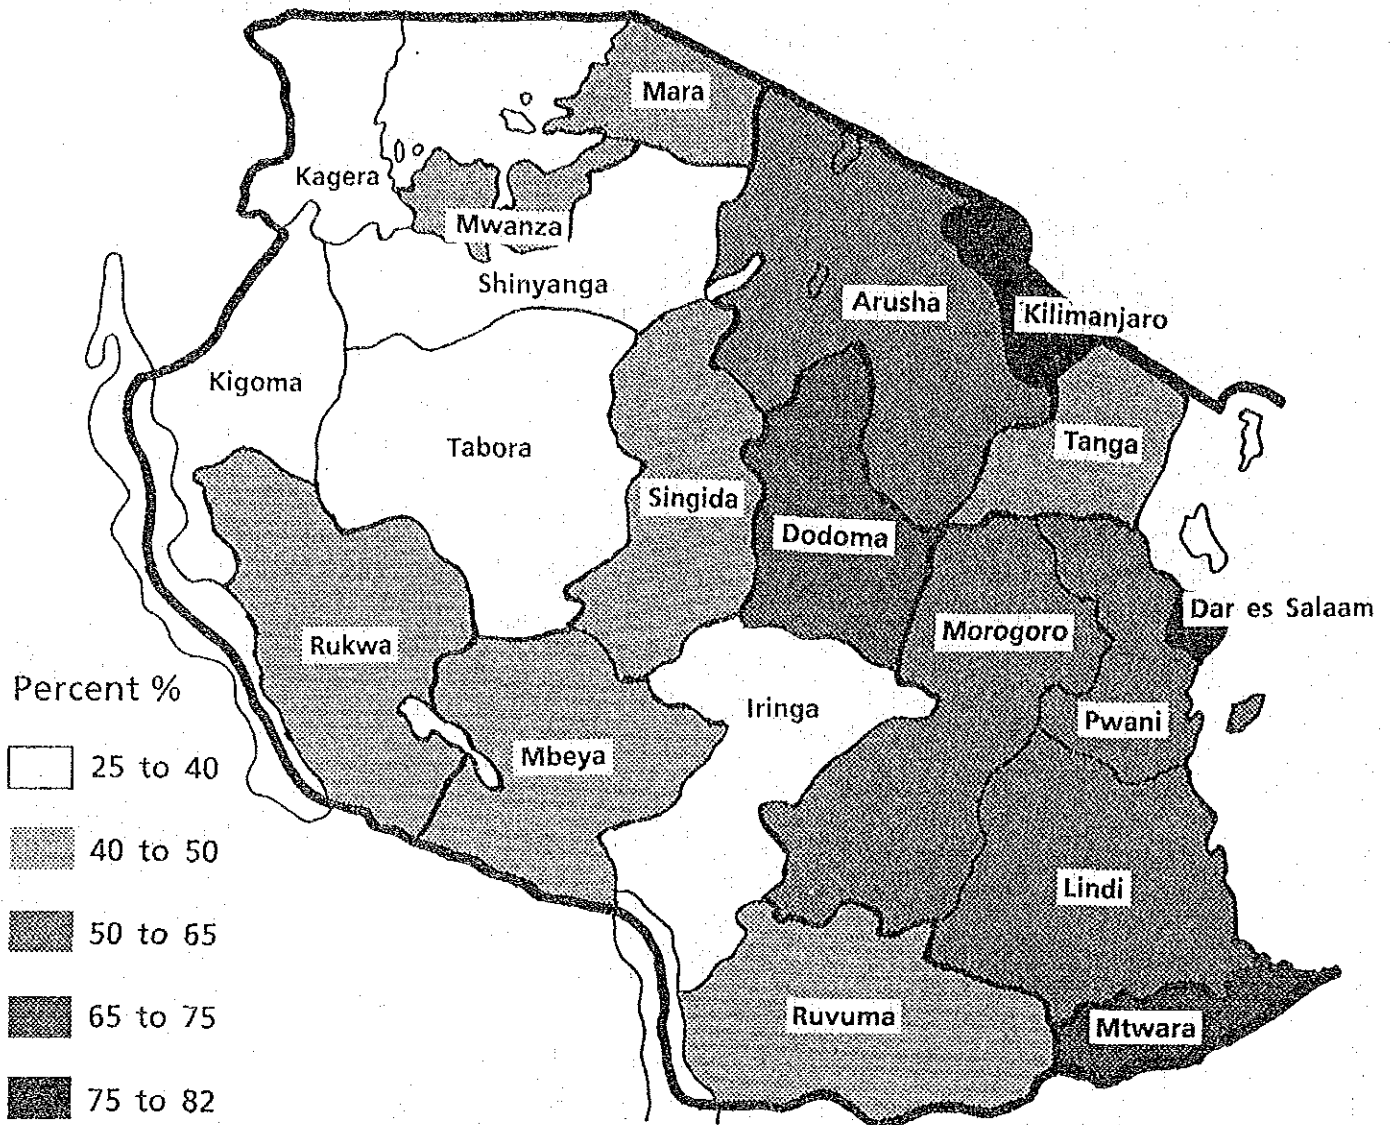 Mara
Kagera
Mwanza
Shinyanga
Arusha
Kilimanjaro
Kigoma
Tabora
Tanga
Singida
Dodoma
Dar es Salaam
Morogoro
Rukwa
Percent %
Iringa
Pwani
Mbeya
25 to 40
40 to 50
Lindi
50 to 65
65 to 75
Ruvuma
Mtwara
75 to 82